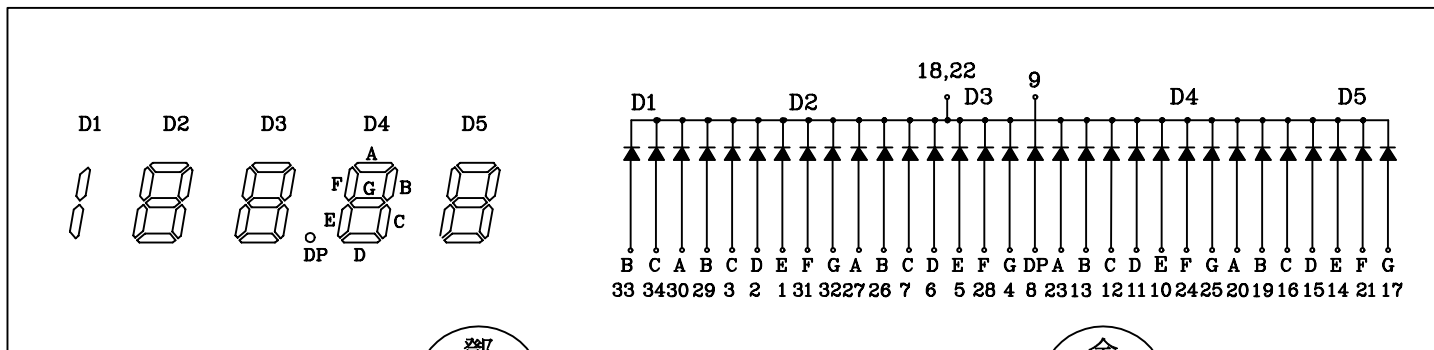 D1 D2 D3 D4 D5
A
F G B
E C
DP D
18,22 9
D1 D2 D3 D4 D5
B C A B C D E F G A B C D E F G DP A B C D E F G A B C D E F G
33 34 30 29 3 2 1 31 32 27 26 7 6 5 28 4 8 23 13 12 11 10 24 25 20 19 16 15 14 21 17